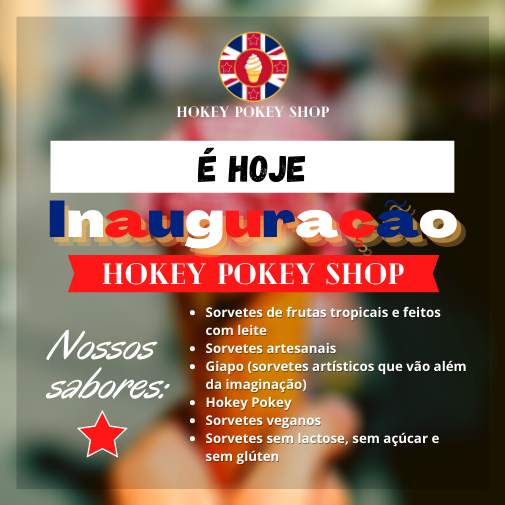 HOKEY POKEY SHOP
É HOJE
Inauguração
HOKEY POKEY SHOP
Nossos
sabores:
• Sorvetes de frutas tropicais e feitos
com leite
• Sorvetes artesanais
• Giapo (sorvetes artísticos que vão além
da imaginação)
• Hokey Pokey
• Sorvetes veganos
• Sorvetes sem lactose, sem açúcar e
sem glúten